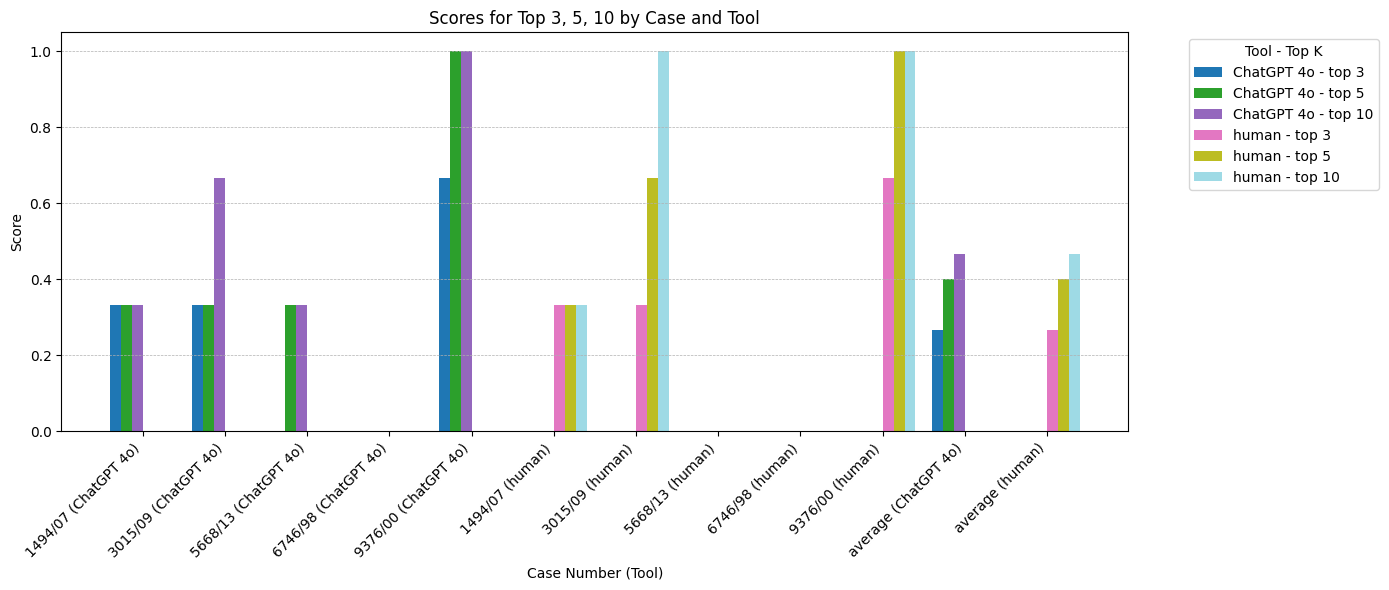 Scores for Top 3, 5, 10 by Case and Tool
Score
1.0
0.8
0.6
0.4
0.2
0.0
1494/07 (ChatGPT 4o)
3015/09 (ChatGPT 4o)
5668/13 (ChatGPT 4o)
6746/98 (ChatGPT 4o)
9376/00 (ChatGPT 4o)
1494/07 (human)
3015/09 (human)
5668/13 (human)
6746/98 (human)
9376/00 (human)
average (ChatGPT 4o)
average (human)
Case Number (Tool)
Tool - Top K
ChatGPT 4o - top 3
ChatGPT 4o - top 5
ChatGPT 4o - top 10
human - top 3
human - top 5
human - top 10